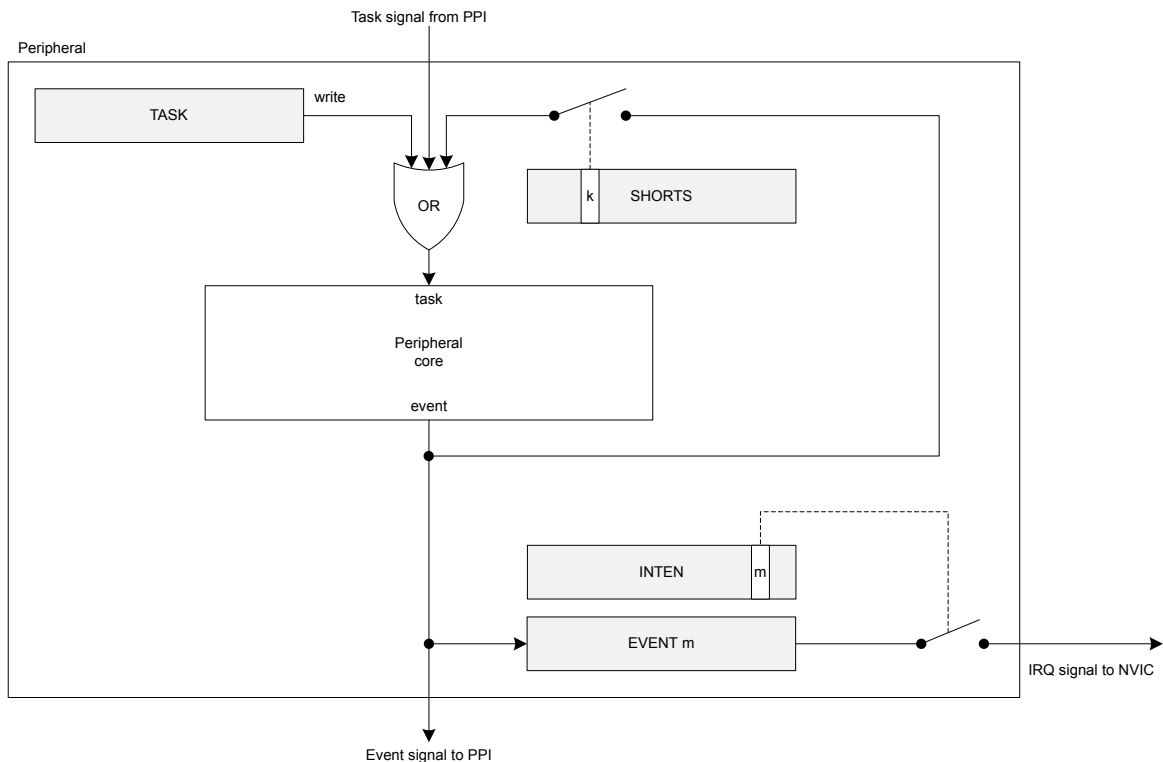 Task signal from PPI
Peripheral
write
TASK
OR
k
SHORTS
task
Peripheral
core
event
INTEN
m
EVENT m
IRQ signal to NVIC
Event signal to PPI